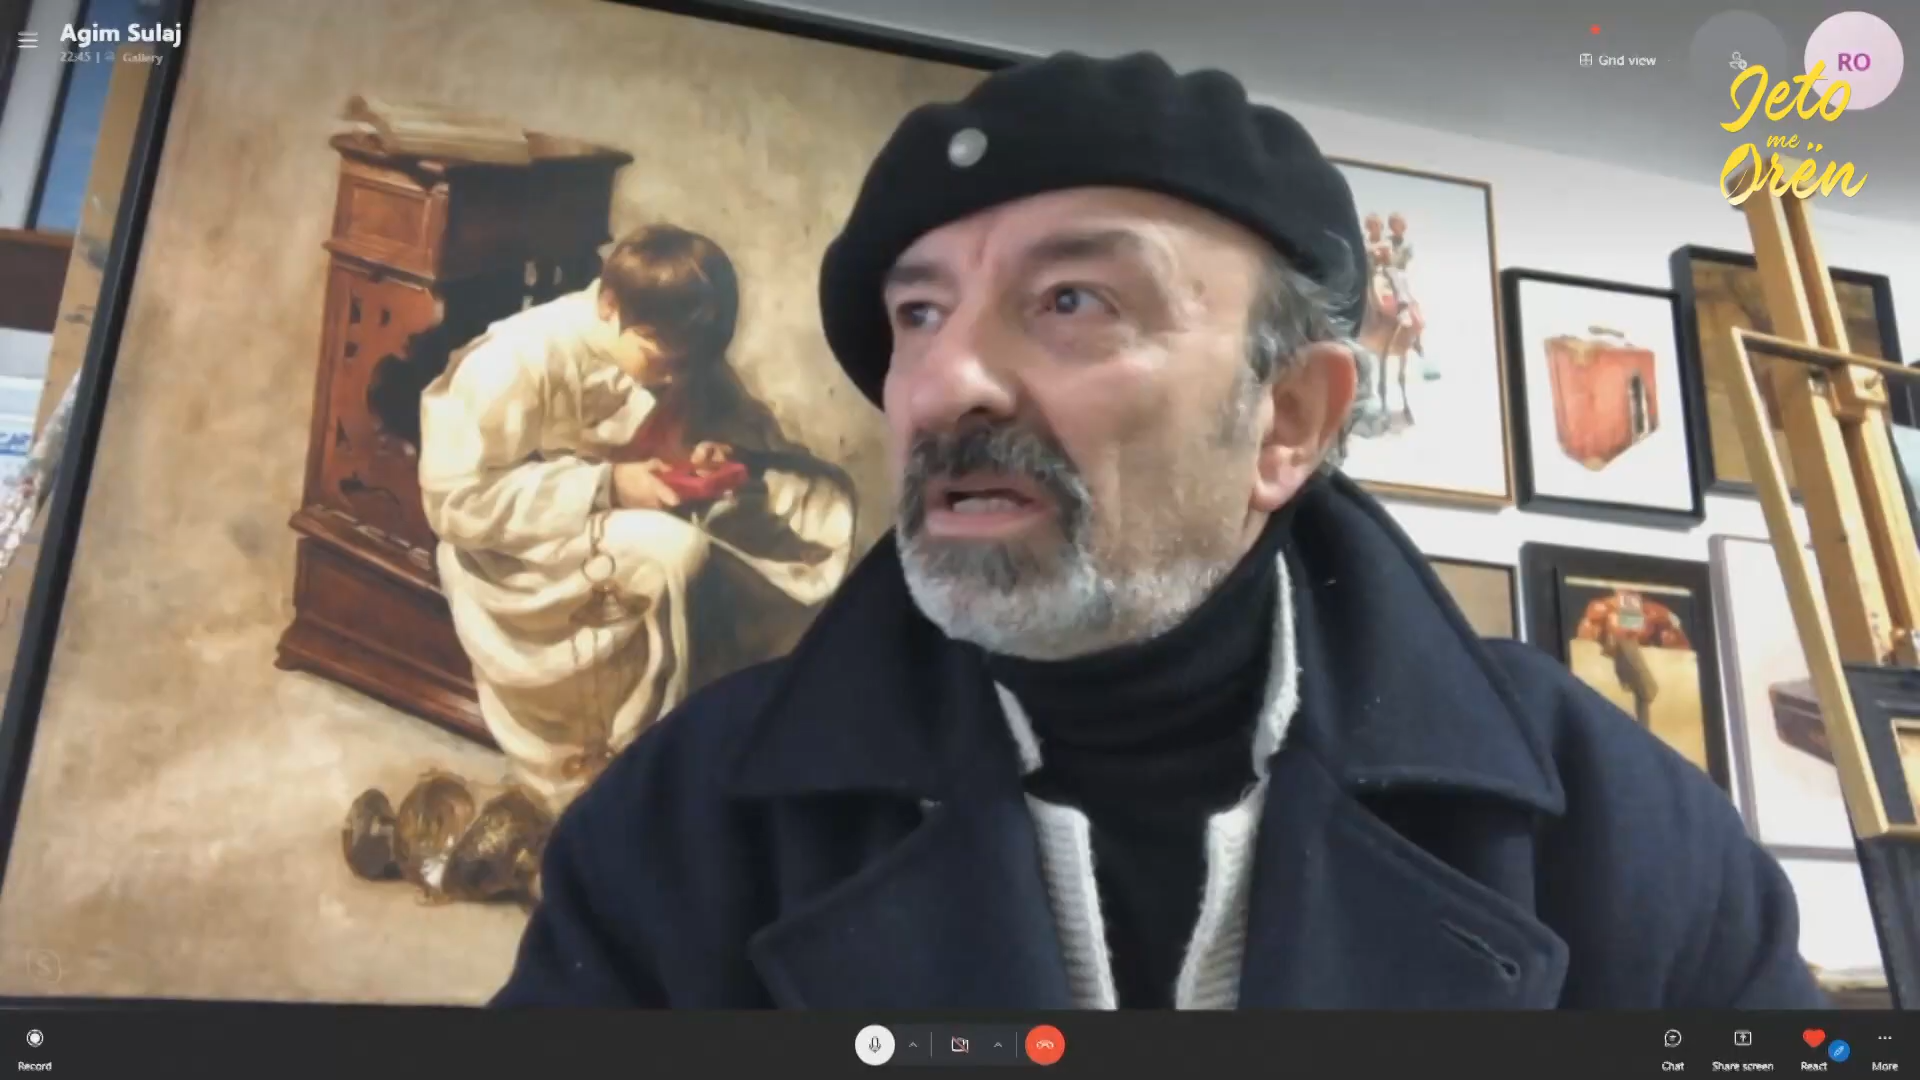 Agim Sulaj
22:45 | Gallery
Grid view
RO
Jeto
me
Orën
Record
Chat
Share screen
React
More